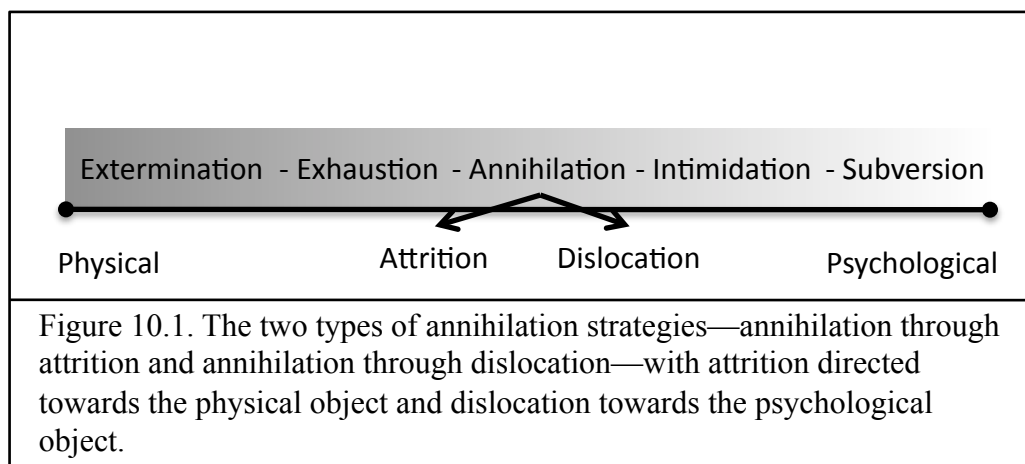 Extermination - Exhaustion - Annihilation - Intimidation - Subversion
Physical Attrition Dislocation Psychological
Figure 10.1. The two types of annihilation strategies—annihilation through
attrition and annihilation through dislocation—with attrition directed
towards the physical object and dislocation towards the psychological
object.